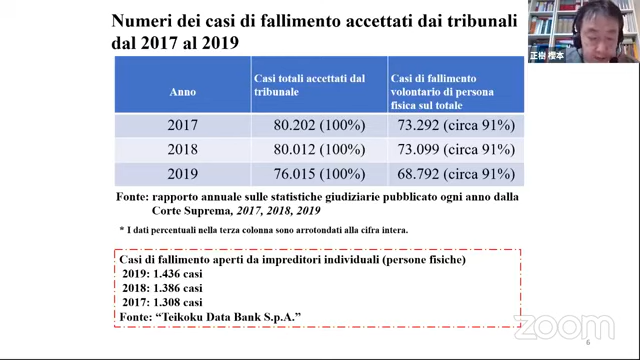 Numeri dei casi di fallimento accettati dai tribunali
dal 2017 al 2019
正樹 櫻本
Anno
Casi totali accettati dal
tribunale
Casi di fallimento
volontario di persona
fisica sul totale
2017 80.202 (100%) 73.292 (circa 91%)
2018 80.012 (100%) 73.099 (circa 91%)
2019 76.015 (100%) 68.792 (circa 91%)
Fonte: rapporto annuale sulle statistiche giudiziarie pubblicato ogni anno dalla
Corte Suprema, 2017, 2018, 2019
* I dati percentuali nella terza colonna sono arrotondati alla cifra intera.
Casi di fallimento aperti da impreditori individuali (persone fisiche)
2019: 1.436 casi
2018: 1.386 casi
2017: 1.308 casi
Fonte: “Teikoku Data Bank S.p.A.”
zoom
6